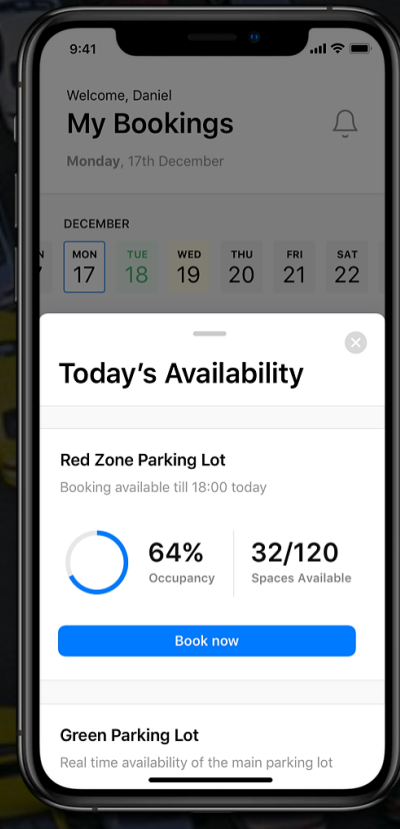 9:41
Welcome, Daniel
My Bookings
Monday, 17th December
DECEMBER
MON TUE WED THU FRI SAT
17 18 19 20 21 22
Today's Availability
Red Zone Parking Lot
Booking available till 18:00 today
64% 32/120
Occupancy Spaces Available
Book now
Green Parking Lot
Real time availability of the main parking lot